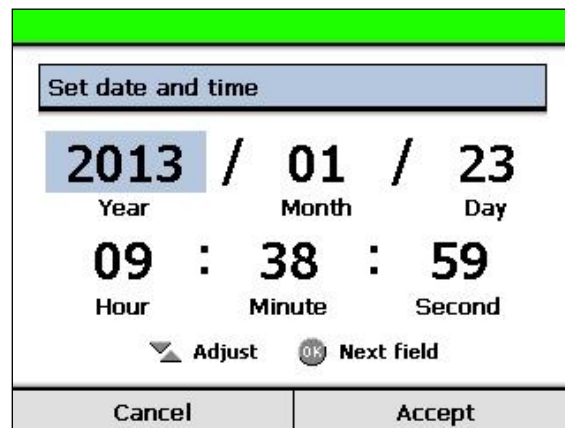 Set date and time
2013 / 01 / 23
Year Month Day
09 : 38 : 59
Hour Minute Second
Adjust OK Next field
Cancel Accept